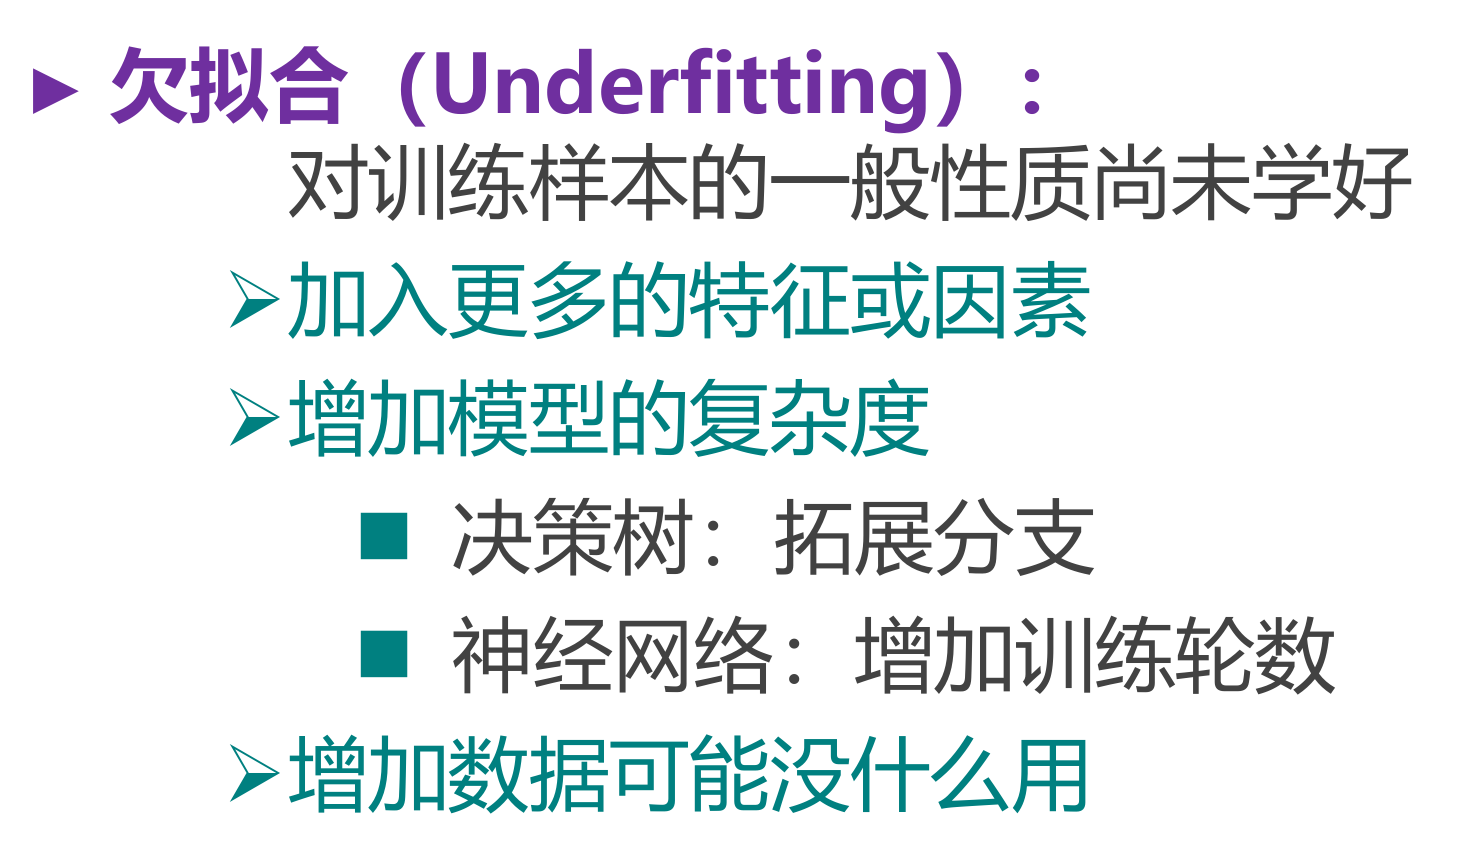 欠拟合（Underfitting）：
对训练样本的一般性质尚未学好
加入更多的特征或因素
增加模型的复杂度
决策树：拓展分支
神经网络：增加训练轮数
增加数据可能没什么用